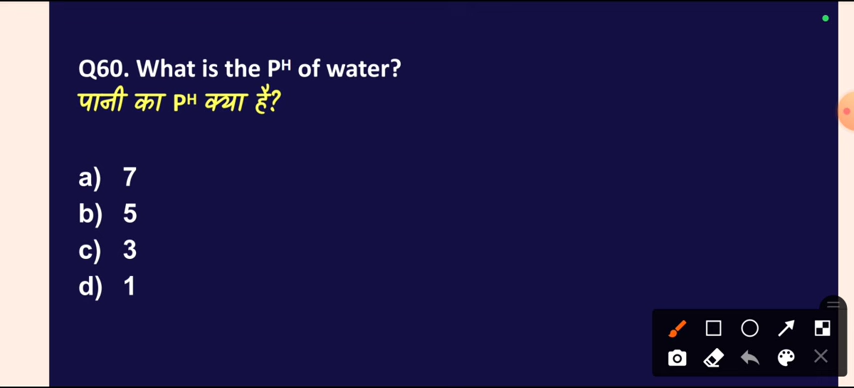 Q60. What is the Pᴴ of water?
पानी का Pᴴ क्या है?
a) 7
b) 5
c) 3
d) 1